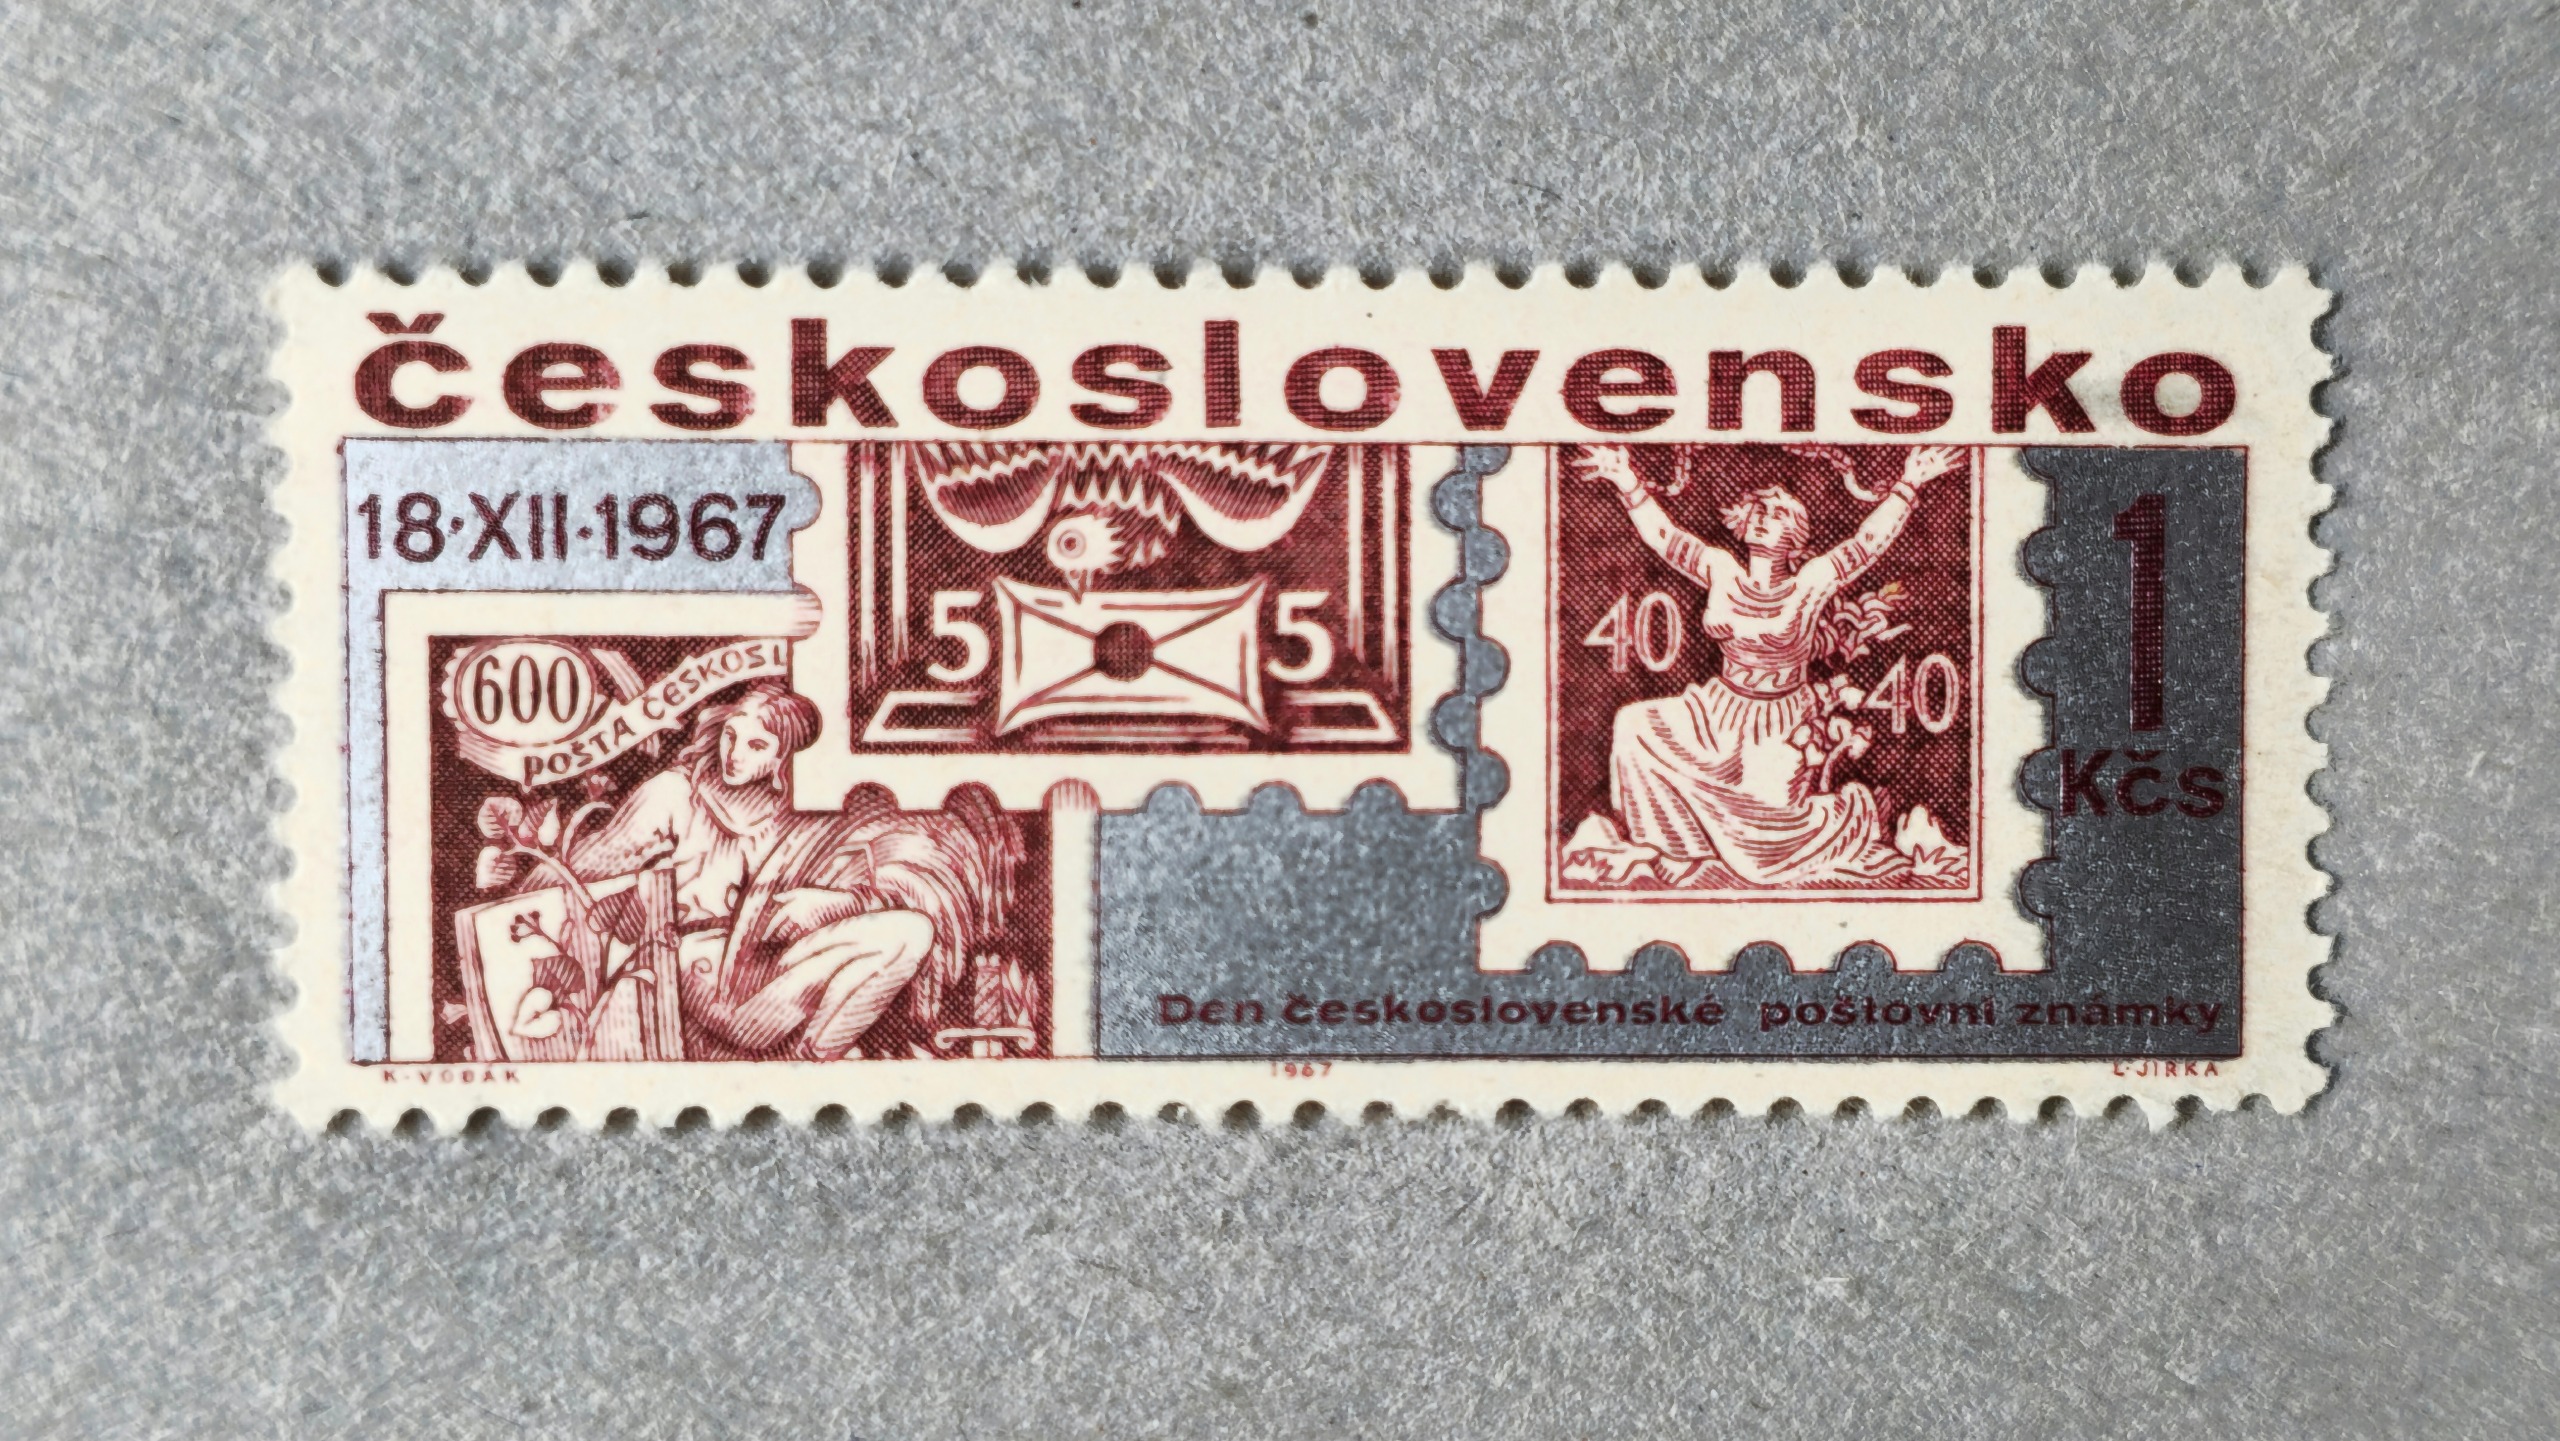 československo
18·XII·1967
600
POŠTA ČESKOSL
5 5
40
40
1
Kčs
Den československé poštovní známky
K·VODÁK 1967 L·JIRKA